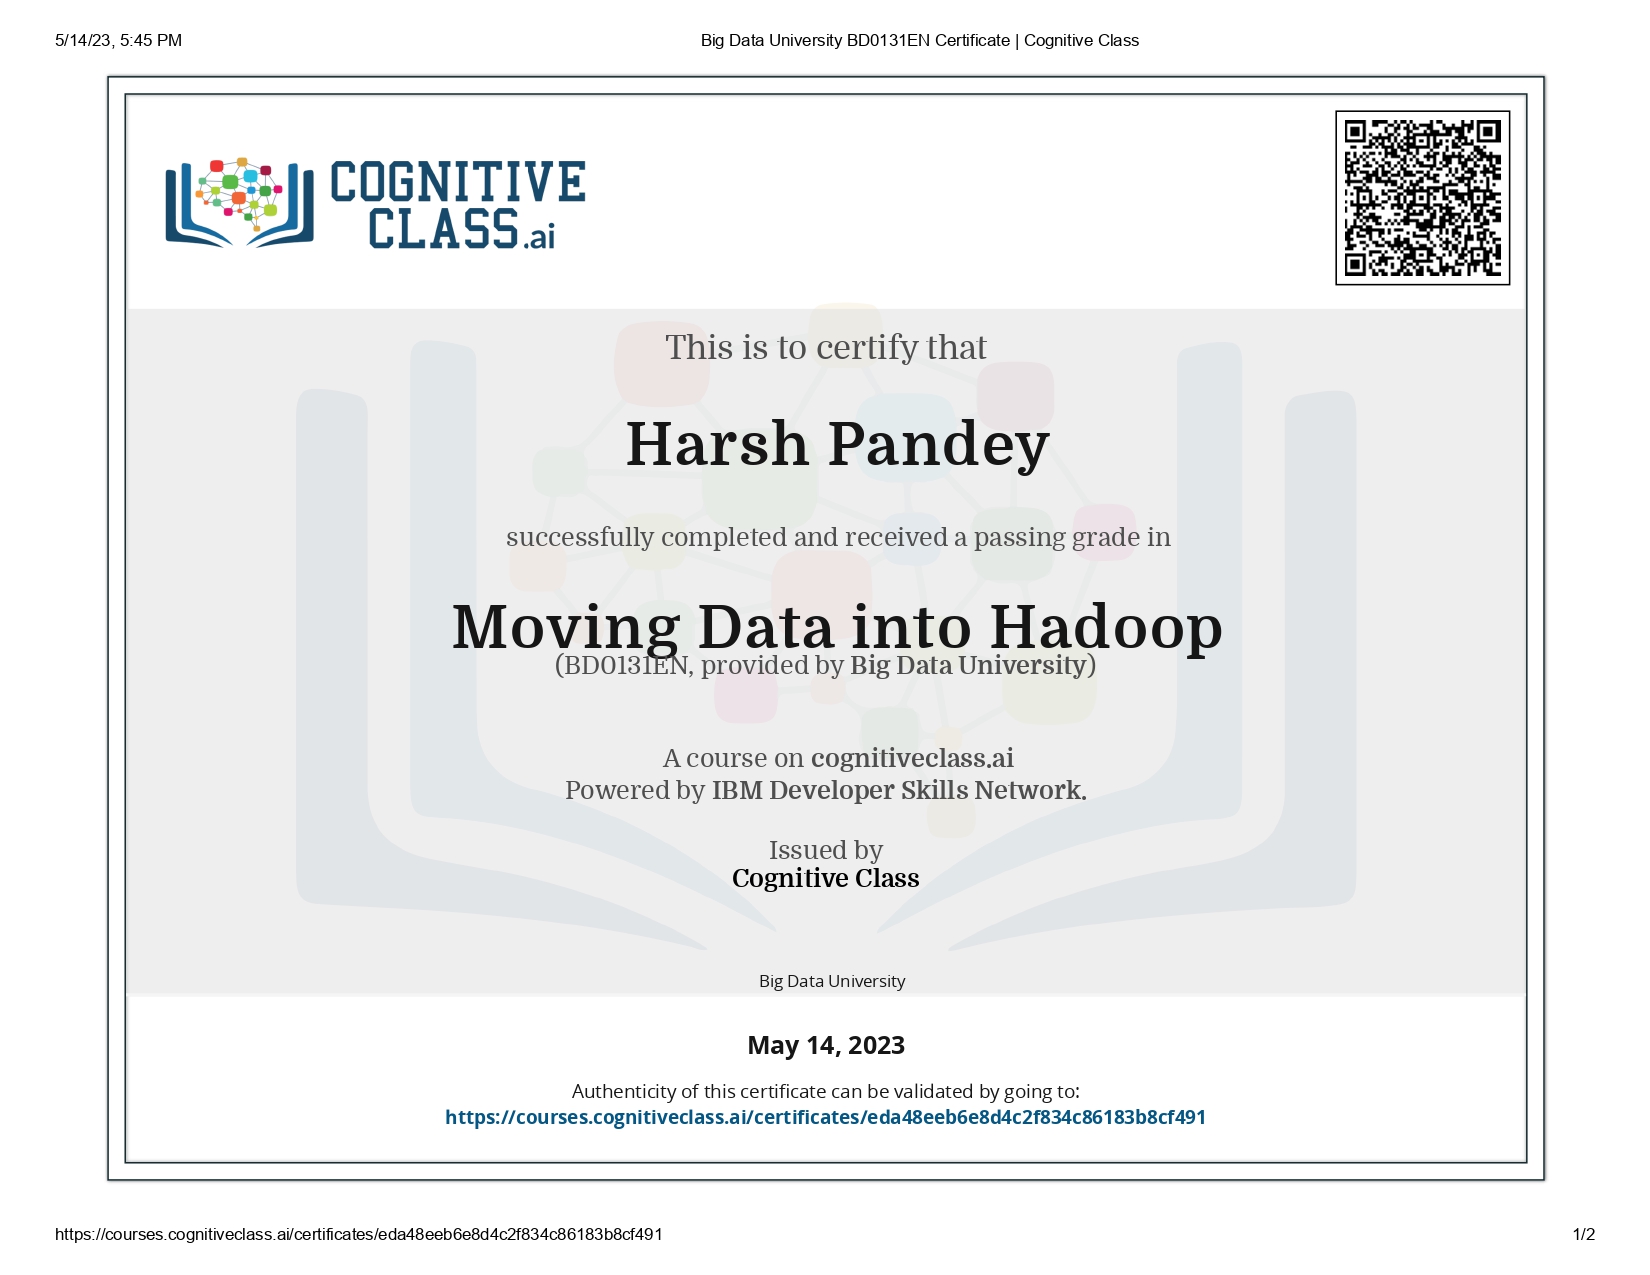 5/14/23, 5:45 PM
Big Data University BD0131EN Certificate | Cognitive Class
COGNITIVE
CLASS.ai
This is to certify that
Harsh Pandey
successfully completed and received a passing grade in
Moving Data into Hadoop
(BD0131EN, provided by Big Data University)
A course on cognitiveclass.ai
Powered by IBM Developer Skills Network.
Issued by
Cognitive Class
Big Data University
May 14, 2023
Authenticity of this certificate can be validated by going to:
https://courses.cognitiveclass.ai/certificates/eda48eeb6e8d4c2f834c86183b8cf491
https://courses.cognitiveclass.ai/certificates/eda48eeb6e8d4c2f834c86183b8cf491
1/2